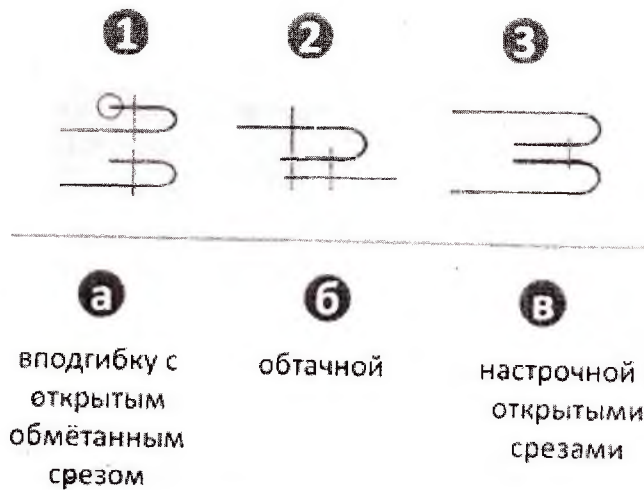 1 2 3
а б в
вподгибку с
открытым
обмётанным
срезом
обтачной
настрочной
открытыми
срезами